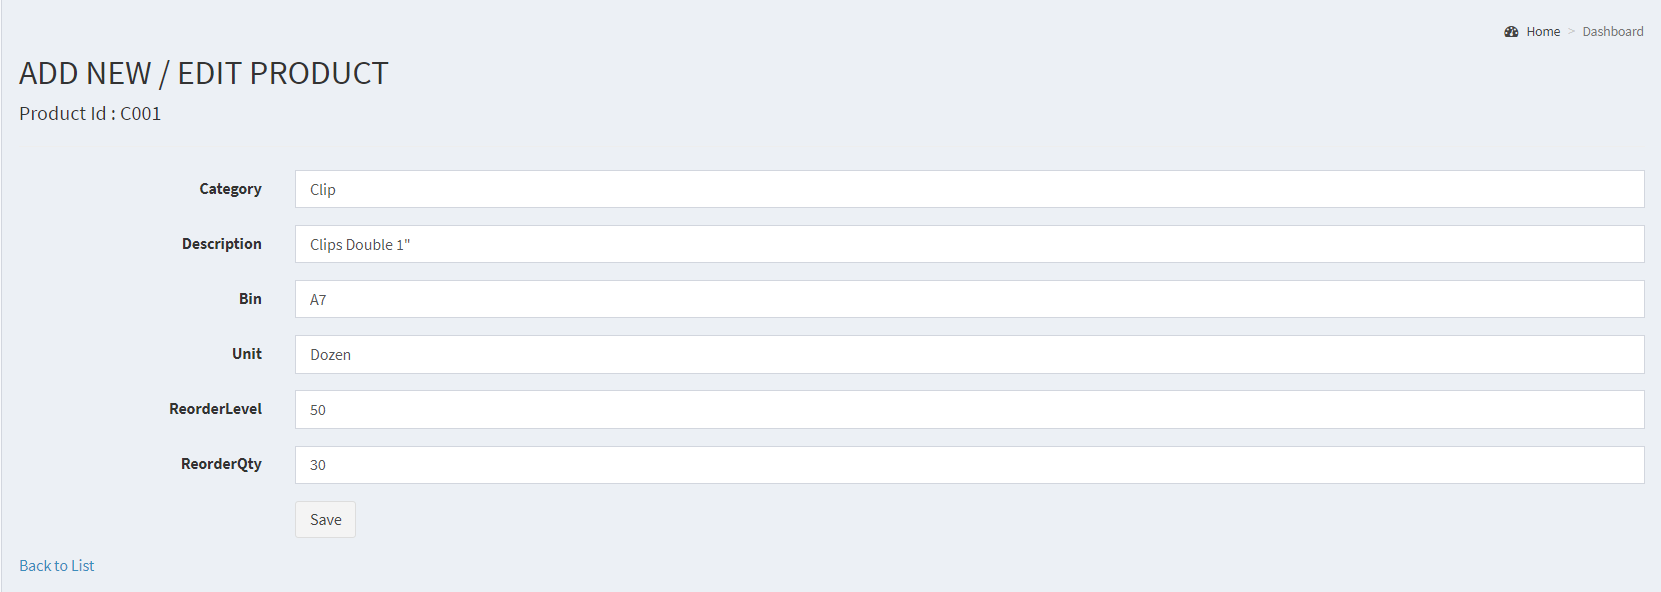 Home > Dashboard
ADD NEW / EDIT PRODUCT
Product Id : C001
Category Clip
Description Clips Double 1"
Bin A7
Unit Dozen
ReorderLevel 50
ReorderQty 30
Save
Back to List